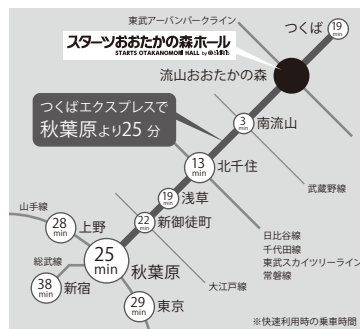 東武アーバンパークライン
つくば
19
min
スターツおおたかの森ホール
STARTS OTAKANOMORI HALL
流山おおたかの森
つくばエクスプレスで
秋葉原より25分
3
min
南流山
13
min
北千住
武蔵野線
19
min
浅草
22
min
新御徒町
山手線
28
min
上野
日比谷線
千代田線
東武スカイツリーライン
常磐線
総武線
25
min
秋葉原
大江戸線
38
min
新宿
29
min
東京
※快速利用時の乗車時間